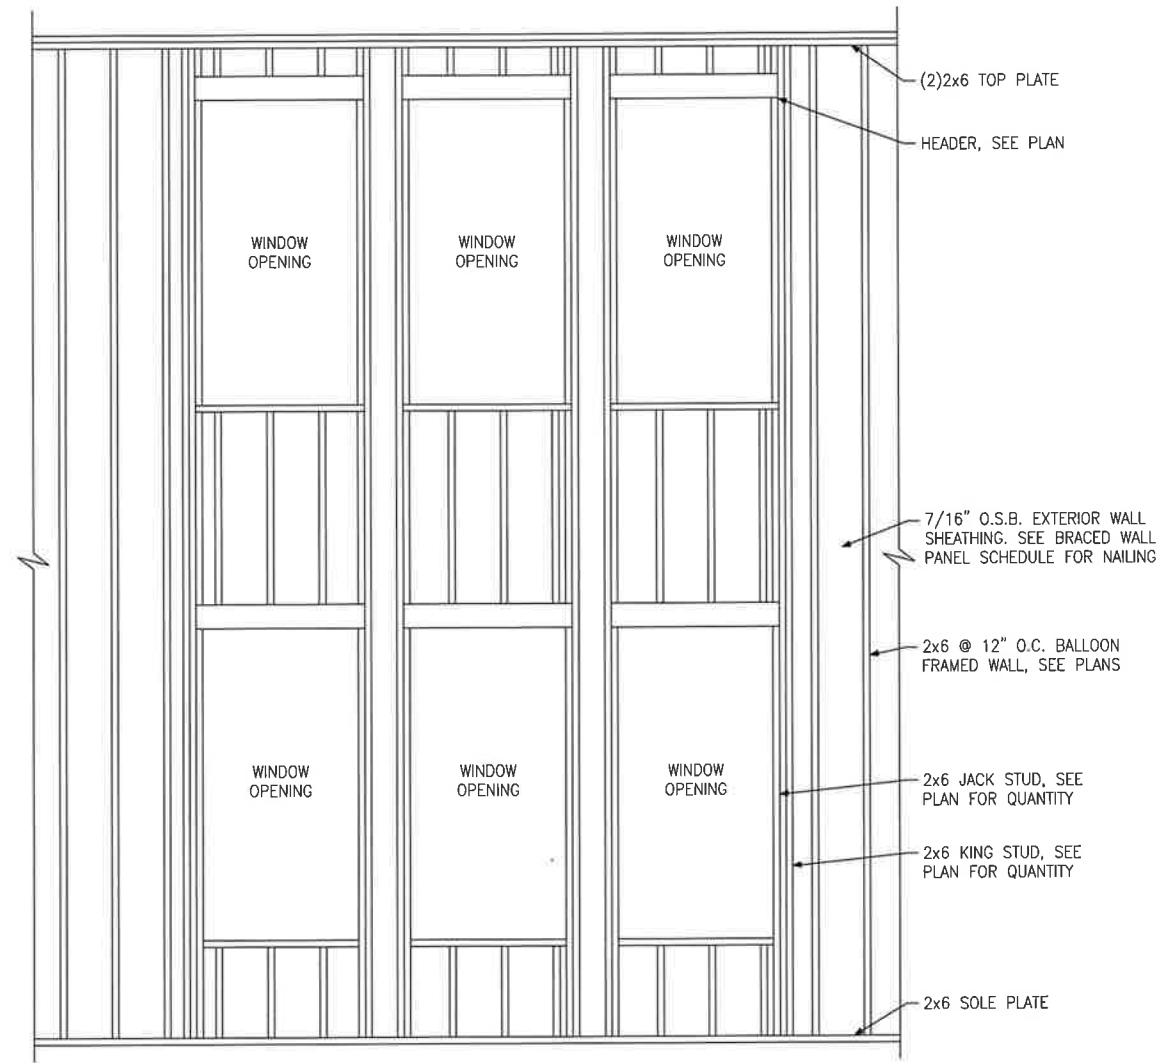 (2)2x6 TOP PLATE
HEADER, SEE PLAN
WINDOW
OPENING
WINDOW
OPENING
WINDOW
OPENING
7/16" O.S.B. EXTERIOR WALL
SHEATHING. SEE BRACED WALL
PANEL SCHEDULE FOR NAILING
2x6 @ 12" O.C. BALLOON
FRAMED WALL, SEE PLANS
WINDOW
OPENING
WINDOW
OPENING
WINDOW
OPENING
2x6 JACK STUD, SEE
PLAN FOR QUANTITY
2x6 KING STUD, SEE
PLAN FOR QUANTITY
2x6 SOLE PLATE